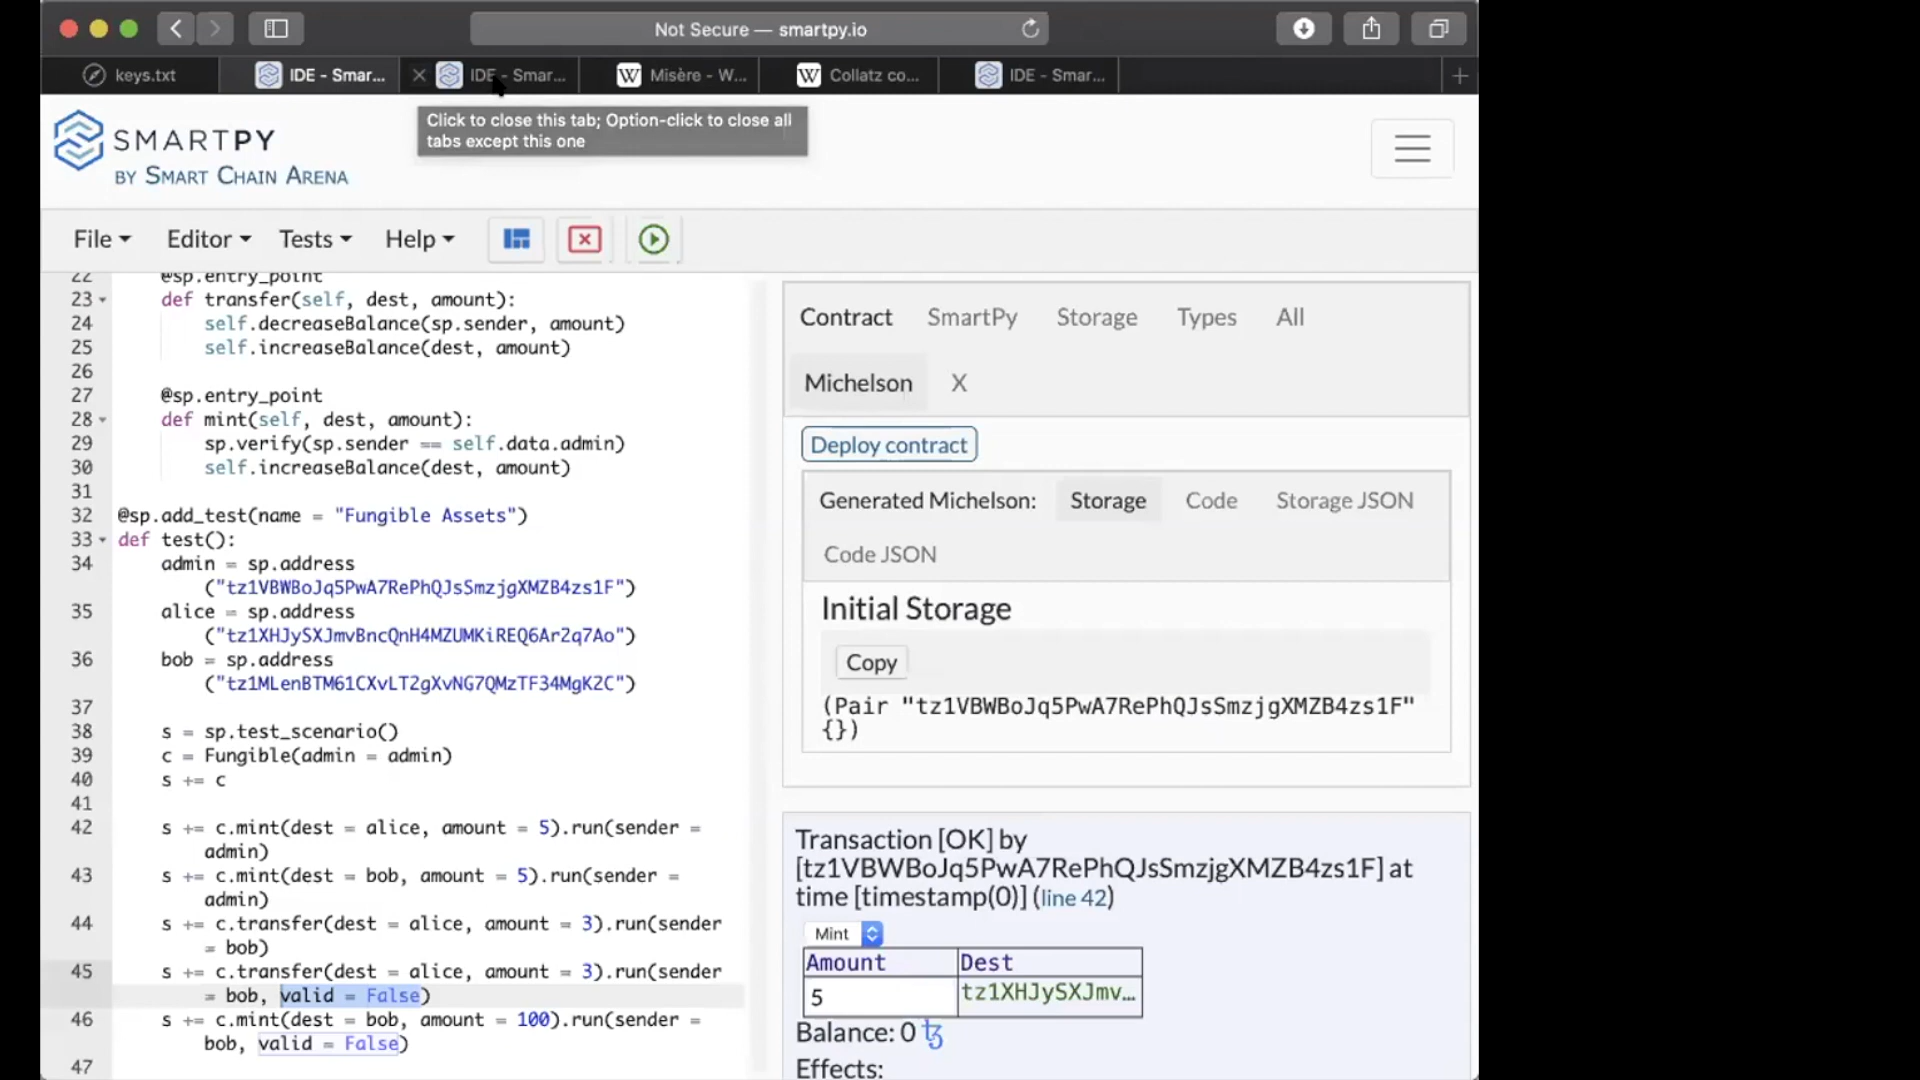 Not Secure — smartpy.io
keys.txt
IDE - Smar...
IDE - Smar...
Misère - W...
Collatz co...
IDE - Smar...
Click to close this tab; Option-click to close all
tabs except this one
SMARTPY
BY SMART CHAIN ARENA
File
Editor
Tests
Help
22 @sp.entry_point
23 def transfer(self, dest, amount):
24 self.decreaseBalance(sp.sender, amount)
25 self.increaseBalance(dest, amount)
26
27 @sp.entry_point
28 def mint(self, dest, amount):
29 sp.verify(sp.sender == self.data.admin)
30 self.increaseBalance(dest, amount)
31
32 @sp.add_test(name = "Fungible Assets")
33 def test():
34 admin = sp.address
("tz1VBWBoJq5PwA7RePhQJsSmzjgXMZB4zs1F")
35 alice = sp.address
("tz1XHJySXJmvBncQnH4MZUMKiREQ6Ar2q7Ao")
36 bob = sp.address
("tz1MLenBTM61CXvLT2gXvNG7QMzTF34MgK2C")
37
38 s = sp.test_scenario()
39 c = Fungible(admin = admin)
40 s += c
41
42 s += c.mint(dest = alice, amount = 5).run(sender =
admin)
43 s += c.mint(dest = bob, amount = 5).run(sender =
admin)
44 s += c.transfer(dest = alice, amount = 3).run(sender
= bob)
45 s += c.transfer(dest = alice, amount = 3).run(sender
= bob, valid = False)
46 s += c.mint(dest = bob, amount = 100).run(sender =
bob, valid = False)
47
Contract SmartPy Storage Types All
Michelson X
Deploy contract
Generated Michelson: Storage Code Storage JSON
Code JSON
Initial Storage
Copy
(Pair "tz1VBWBoJq5PwA7RePhQJsSmzjgXMZB4zs1F"
{})
Transaction [OK] by
[tz1VBWBoJq5PwA7RePhQJsSmzjgXMZB4zs1F] at
time [timestamp(0)] (line 42)
Mint
Amount Dest
5 tz1XHJySXJmv...
Balance: 0 ꜩ
Effects: